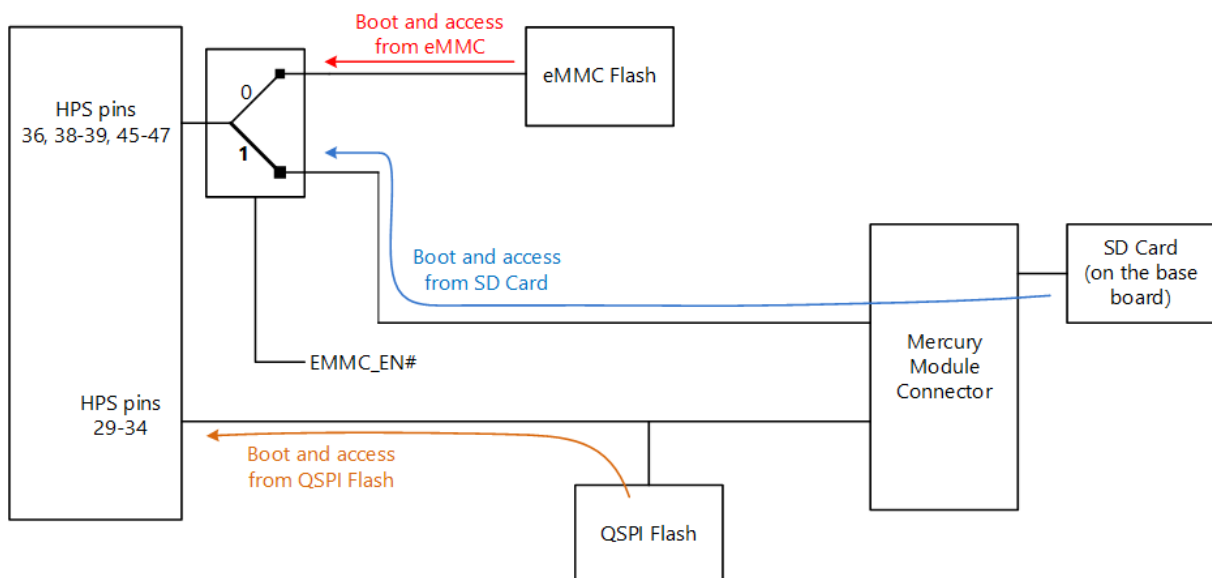 Boot and access
from eMMC
eMMC Flash
0
HPS pins
36, 38-39, 45-47
1
SD Card
(on the base
board)
Boot and access
from SD Card
Mercury
Module
Connector
EMMC_EN#
HPS pins
29-34
Boot and access
from QSPI Flash
QSPI Flash